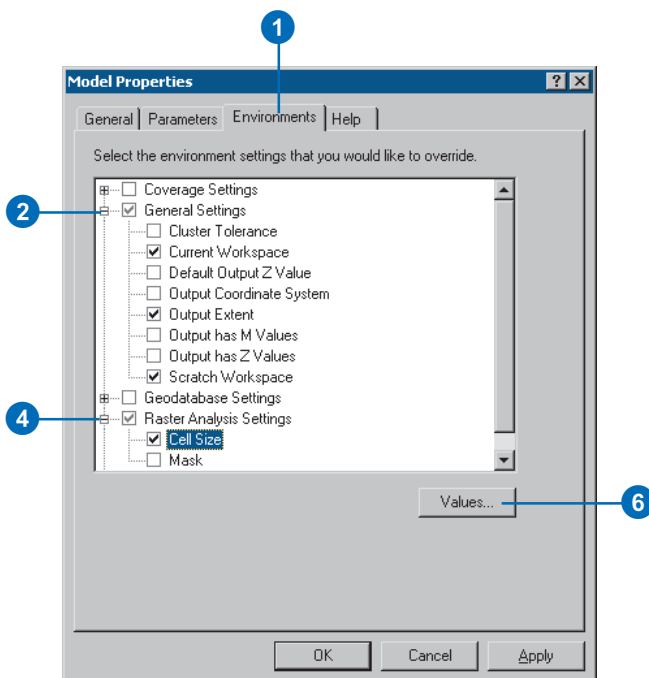 1
Model Properties
General Parameters Environments Help
Select the environment settings that you would like to override.
Coverage Settings
2 General Settings
Cluster Tolerance
Current Workspace
Default Output Z Value
Output Coordinate System
Output Extent
Output has M Values
Output has Z Values
Scratch Workspace
Geodatabase Settings
4 Raster Analysis Settings
Cell Size
Mask
Values... 6
OK Cancel Apply